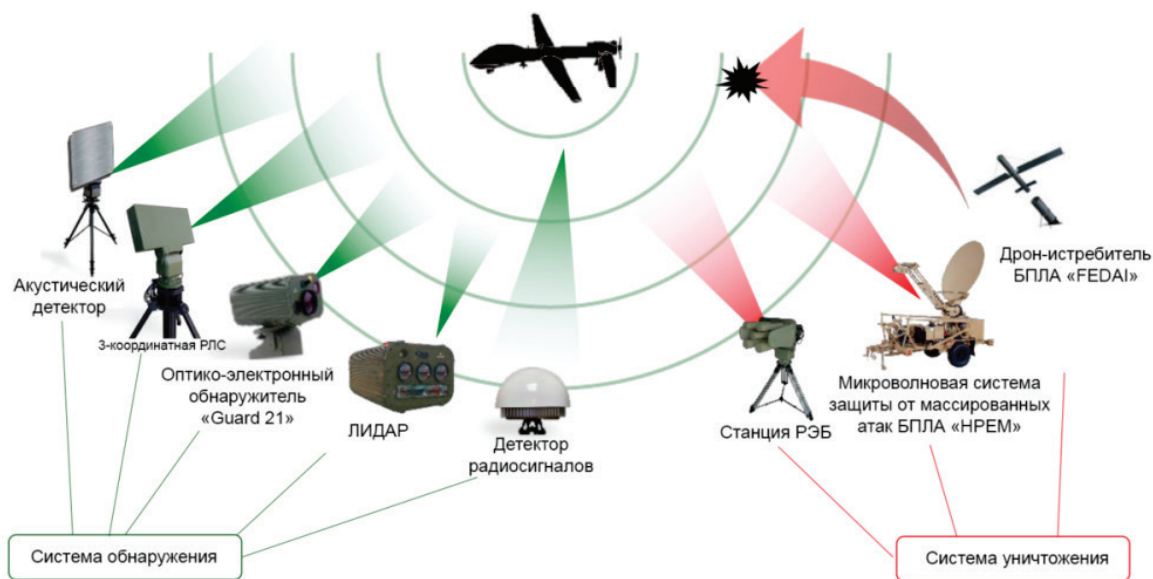 Акустический
детектор
3-координатная РЛС
Оптико-электронный
обнаружитель
«Guard 21»
ЛИДАР
Детектор
радиосигналов
Станция РЭБ
Микроволновая система
защиты от массированных
атак БПЛА «HPEM»
Дрон-истребитель
БПЛА «FEDAI»
Система обнаружения
Система уничтожения